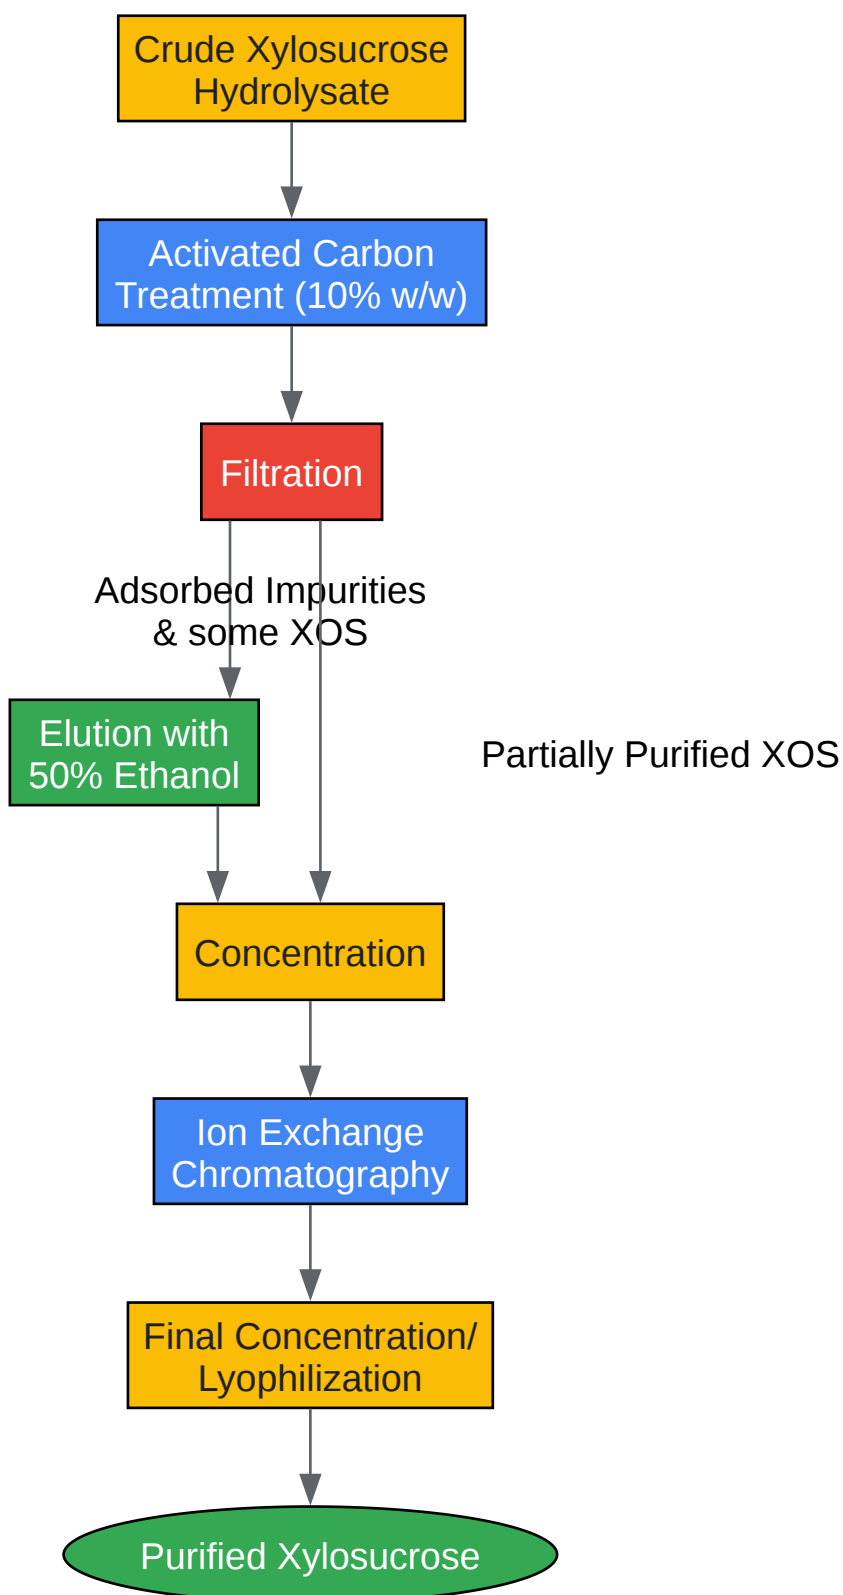 Crude Xylosucrose
Hydrolysate
Activated Carbon
Treatment (10% w/w)
Filtration
Adsorbed Impurities
& some XOS
Elution with
50% Ethanol
Partially Purified XOS
Concentration
Ion Exchange
Chromatography
Final Concentration/
Lyophilization
Purified Xylosucrose